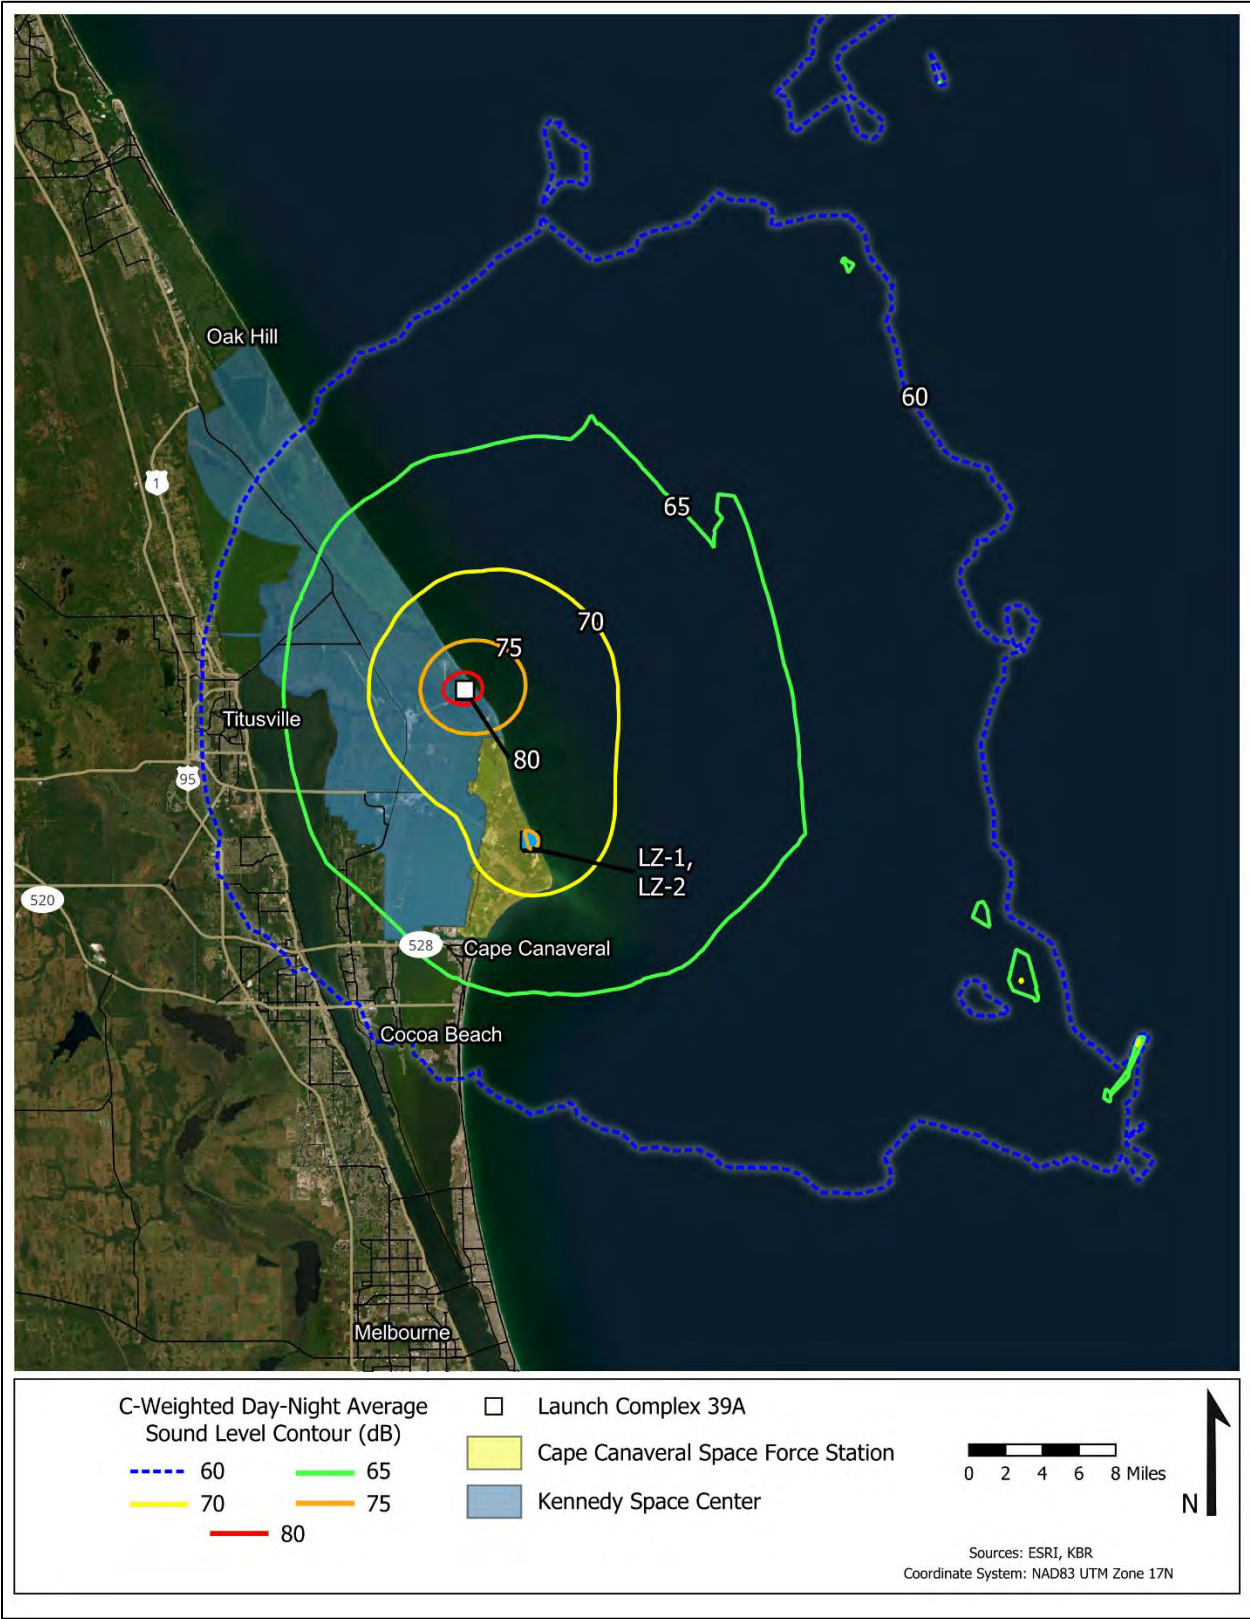 Oak Hill
60
1
65
70
75
Titusville
80
95
LZ-1,
LZ-2
520
528
Cape Canaveral
Cocoa Beach
Melbourne
C-Weighted Day-Night Average
Sound Level Contour (dB)
60
65
70
75
80
Launch Complex 39A
Cape Canaveral Space Force Station
Kennedy Space Center
0 2 4 6 8 Miles
N
Sources: ESRI, KBR
Coordinate System: NAD83 UTM Zone 17N